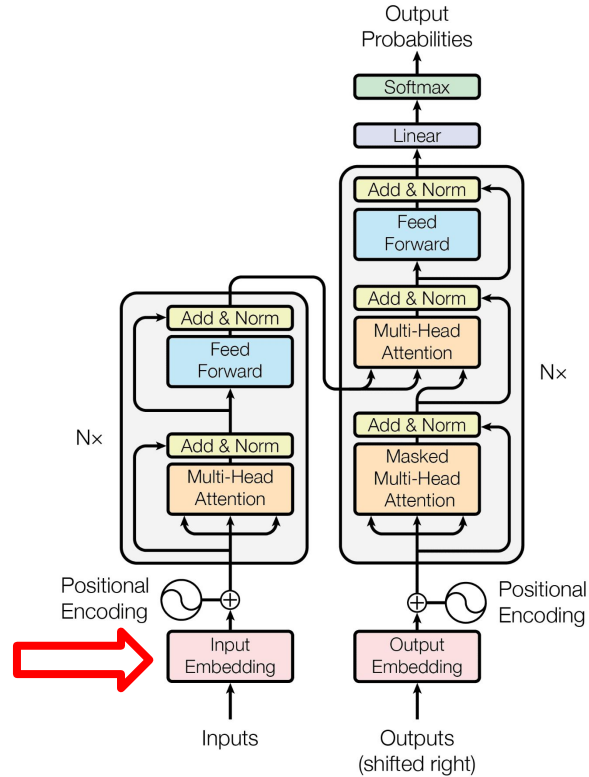 Output
Probabilities
Softmax
Linear
Add & Norm
Feed
Forward
Add & Norm
Multi-Head
Attention
Add & Norm
Masked
Multi-Head
Attention
Nx
Add & Norm
Feed
Forward
Add & Norm
Multi-Head
Attention
Nx
Positional
Encoding
Positional
Encoding
Input
Embedding
Output
Embedding
Inputs
Outputs
(shifted right)